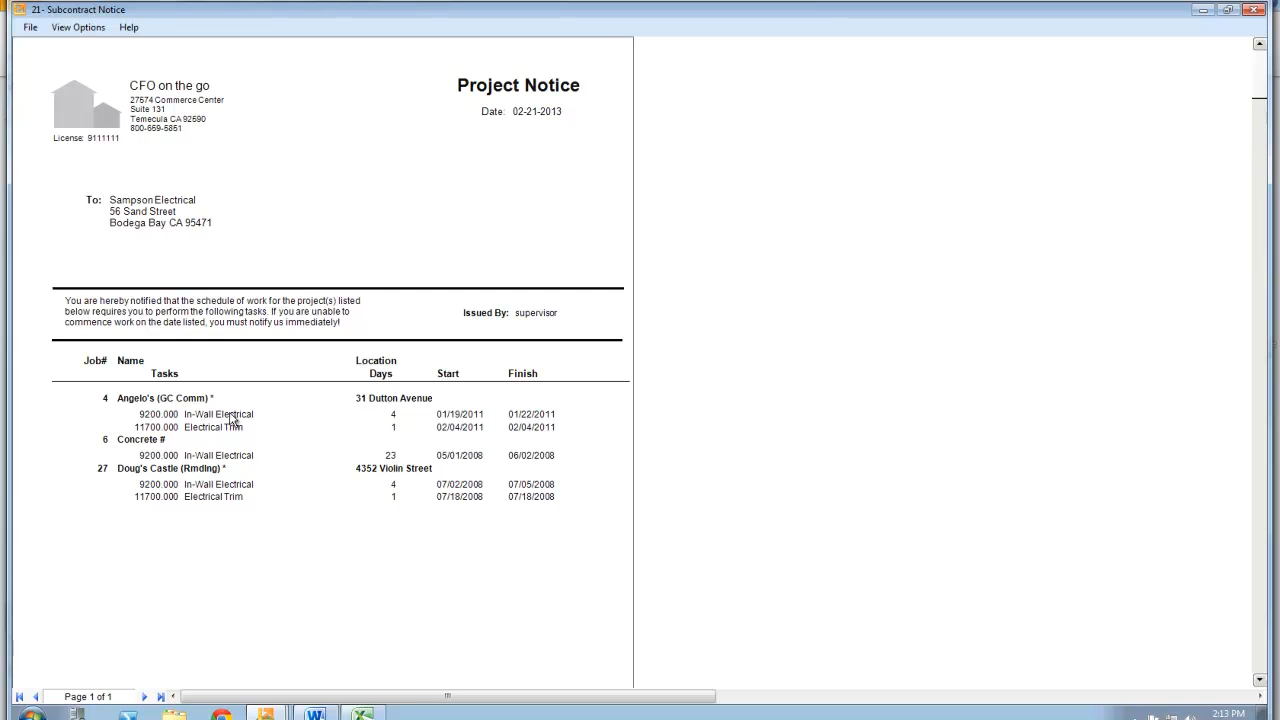 21- Subcontract Notice
File View Options Help
CFO on the go
27574 Commerce Center
Suite 131
Temecula CA 92590
800-659-5851
License: 9111111
Project Notice
Date: 02-21-2013
To: Sampson Electrical
56 Sand Street
Bodega Bay CA 95471
You are hereby notified that the schedule of work for the project(s) listed
below requires you to perform the following tasks. If you are unable to
commence work on the date listed, you must notify us immediately!
Issued By: supervisor
Job# Name Location
Tasks Days Start Finish
4 Angelo's (GC Comm) * 31 Dutton Avenue
9200.000 In-Wall Electrical 4 01/19/2011 01/22/2011
11700.000 Electrical Trim 1 02/04/2011 02/04/2011
6 Concrete #
9200.000 In-Wall Electrical 23 05/01/2008 06/02/2008
27 Doug's Castle (Rmdlng) * 4352 Violin Street
9200.000 In-Wall Electrical 4 07/02/2008 07/05/2008
11700.000 Electrical Trim 1 07/18/2008 07/18/2008
Page 1 of 1
2:13 PM